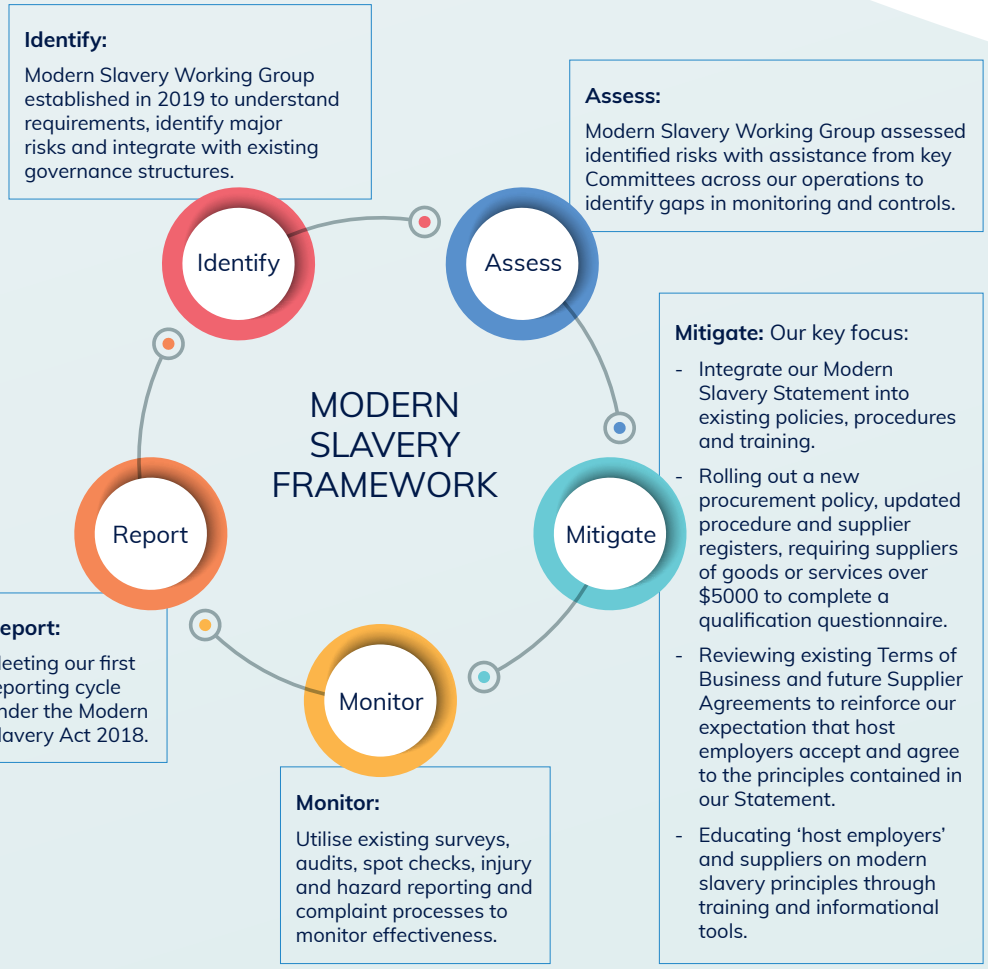 Identify:
Modern Slavery Working Group
established in 2019 to understand
requirements, identify major
risks and integrate with existing
governance structures.
Assess:
Modern Slavery Working Group assessed
identified risks with assistance from key
Committees across our operations to
identify gaps in monitoring and controls.
Identify
Assess
MODERN
SLAVERY
FRAMEWORK
Mitigate: Our key focus:
- Integrate our Modern
Slavery Statement into
existing policies, procedures
and training.
- Rolling out a new
procurement policy, updated
procedure and supplier
registers, requiring suppliers
of goods or services over
$5000 to complete a
qualification questionnaire.
- Reviewing existing Terms of
Business and future Supplier
Agreements to reinforce our
expectation that host
employers accept and agree
to the principles contained in
our Statement.
- Educating ‘host employers’
and suppliers on modern
slavery principles through
training and informational
tools.
Report
Mitigate
eport:
eeting our first
eporting cycle
nder the Modern
lavery Act 2018.
Monitor
Monitor:
Utilise existing surveys,
audits, spot checks, injury
and hazard reporting and
complaint processes to
monitor effectiveness.